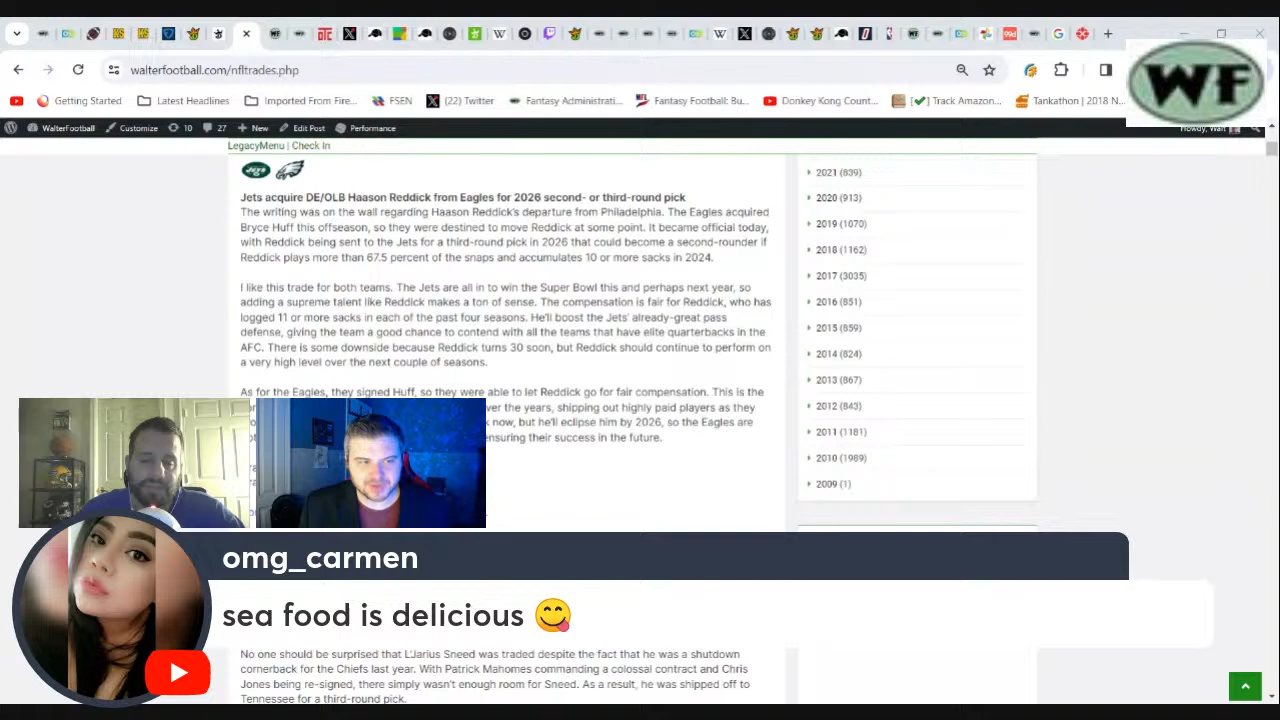 walterfootball.com/nfltrades.php
WF
Getting Started
Latest Headlines
Imported From Fire...
FSEN
(22) Twitter
Fantasy Administrati...
Fantasy Football: Bu...
Donkey Kong Count...
Track Amazon...
Tankathon | 2018 N...
WalterFootball
Customize
10
27
+ New
Edit Post
Performance
Howdy, Walt
LegacyMenu | Check In
JETS
Jets acquire DE/OLB Haason Reddick from Eagles for 2026 second- or third-round pick
The writing was on the wall regarding Haason Reddick's departure from Philadelphia. The Eagles acquired
Bryce Huff this offseason, so they were destined to move Reddick at some point. It became official today,
with Reddick being sent to the Jets for a third-round pick in 2026 that could become a second-rounder if
Reddick plays more than 67.5 percent of the snaps and accumulates 10 or more sacks in 2024.
I like this trade for both teams. The Jets are all in to win the Super Bowl this and perhaps next year, so
adding a supreme talent like Reddick makes a ton of sense. The compensation is fair for Reddick, who has
logged 11 or more sacks in each of the past four seasons. He'll boost the Jets' already-great pass
defense, giving the team a good chance to contend with all the teams that have elite quarterbacks in the
AFC. There is some downside because Reddick turns 30 soon, but Reddick should continue to perform on
a very high level over the next couple of seasons.
As for the Eagles, they signed Huff, so they were able to let Reddick go for fair compensation. This is the
over the years, shipping out highly paid players as they
now, but he'll eclipse him by 2026, so the Eagles are
ensuring their success in the future.
2021 (839)
2020 (913)
2019 (1070)
2018 (1162)
2017 (3035)
2016 (851)
2015 (859)
2014 (824)
2013 (867)
2012 (843)
2011 (1181)
2010 (1989)
2009 (1)
omg_carmen
sea food is delicious 😋
No one should be surprised that L'Jarius Sneed was traded despite the fact that he was a shutdown
cornerback for the Chiefs last year. With Patrick Mahomes commanding a colossal contract and Chris
Jones being re-signed, there simply wasn't enough room for Sneed. As a result, he was shipped off to
Tennessee for a third-round pick.